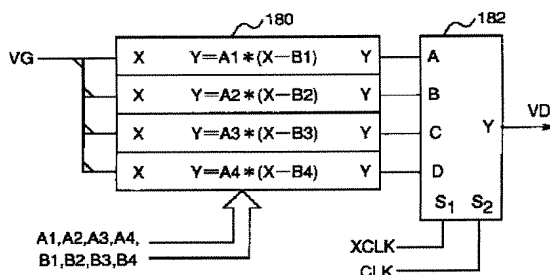 180
182
VG
X Y=A1*(X—B1) Y
X Y=A2*(X—B2) Y
X Y=A3*(X—B3) Y
X Y=A4*(X—B4) Y
A
B
C
D
Y
VD
S1 S2
A1,A2,A3,A4,
B1,B2,B3,B4
XCLK
CLK